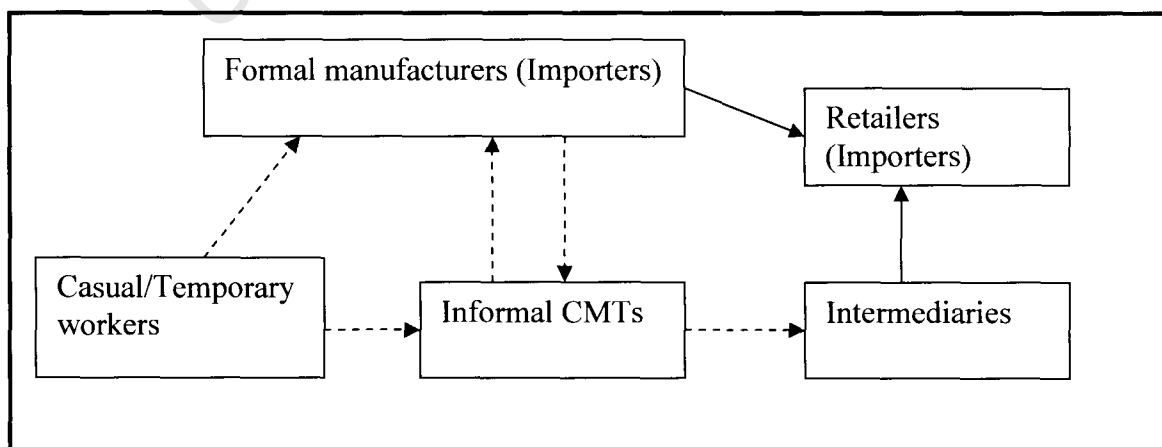 Formal manufacturers (Importers)
Retailers
(Importers)
Casual/Temporary
workers
Informal CMTs
Intermediaries